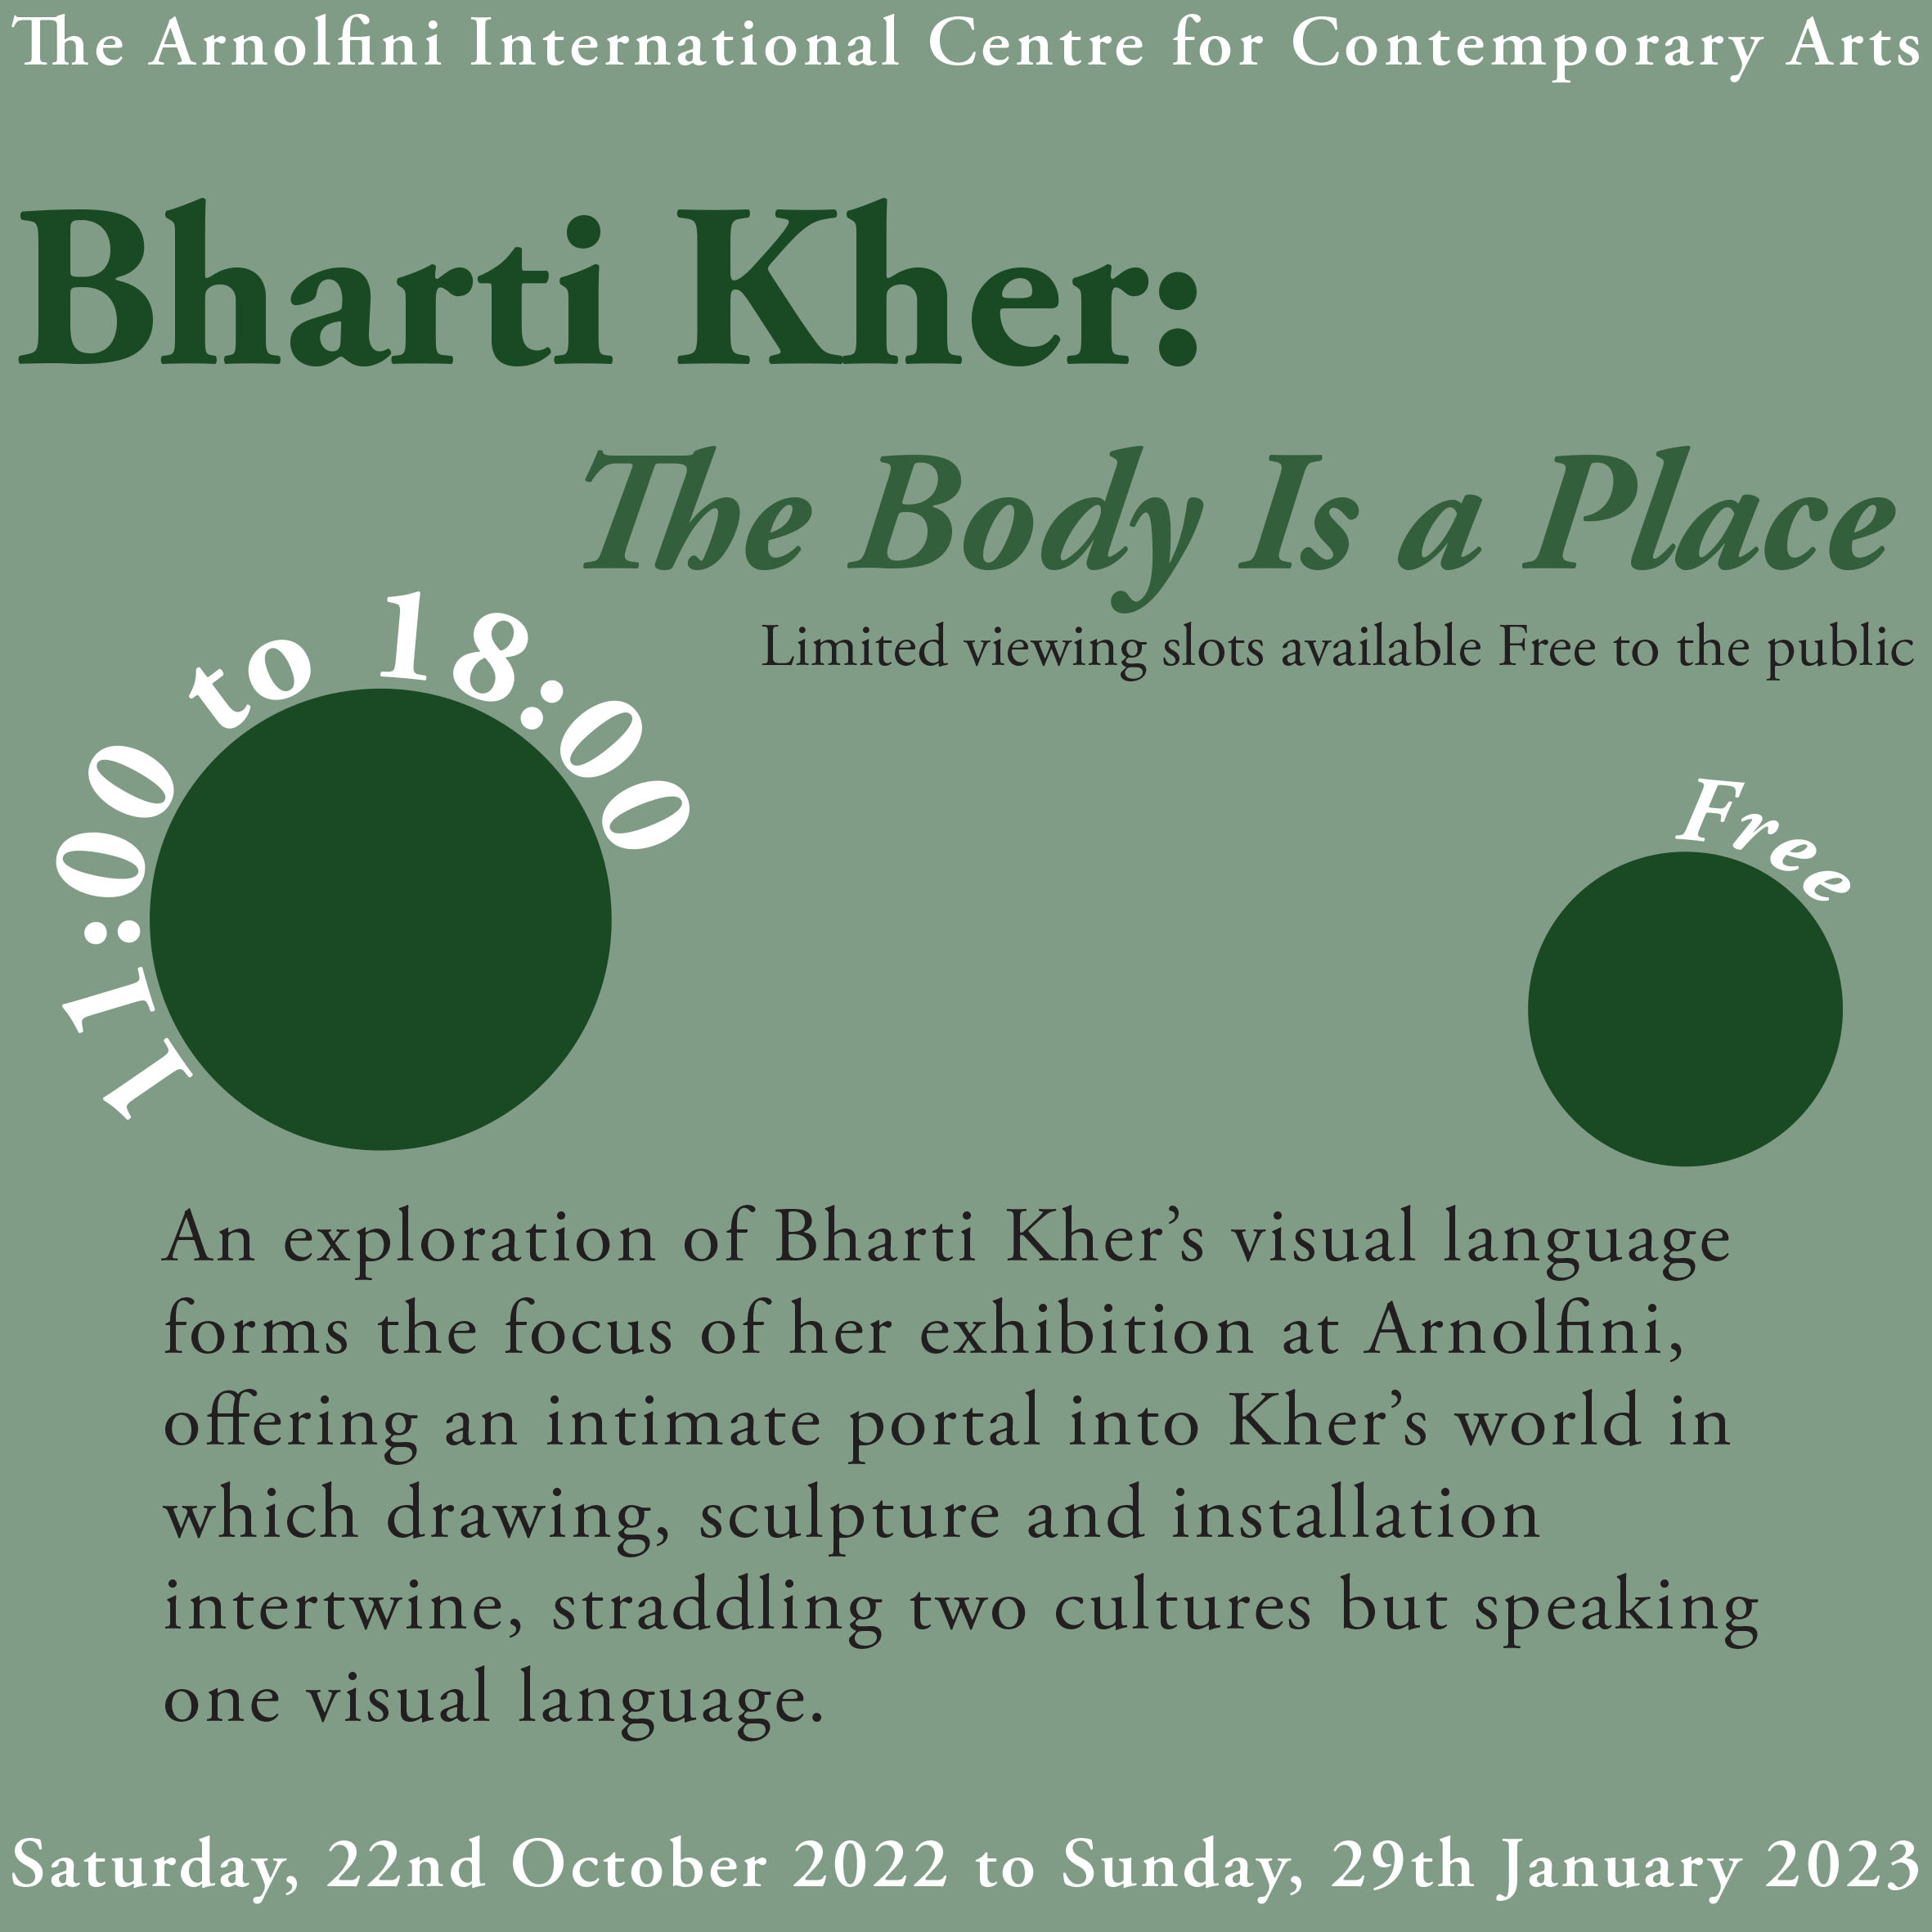 The Arnolfini International Centre for Contemporary Arts
Bharti Kher:
The Body Is a Place
Limited viewing slots available Free to the public
11:00 to 18:00
Free
An exploration of Bharti Kher’s visual language
forms the focus of her exhibition at Arnolfini,
offering an intimate portal into Kher’s world in
which drawing, sculpture and installation
intertwine, straddling two cultures but speaking
one visual language.
Saturday, 22nd October 2022 to Sunday, 29th January 2023